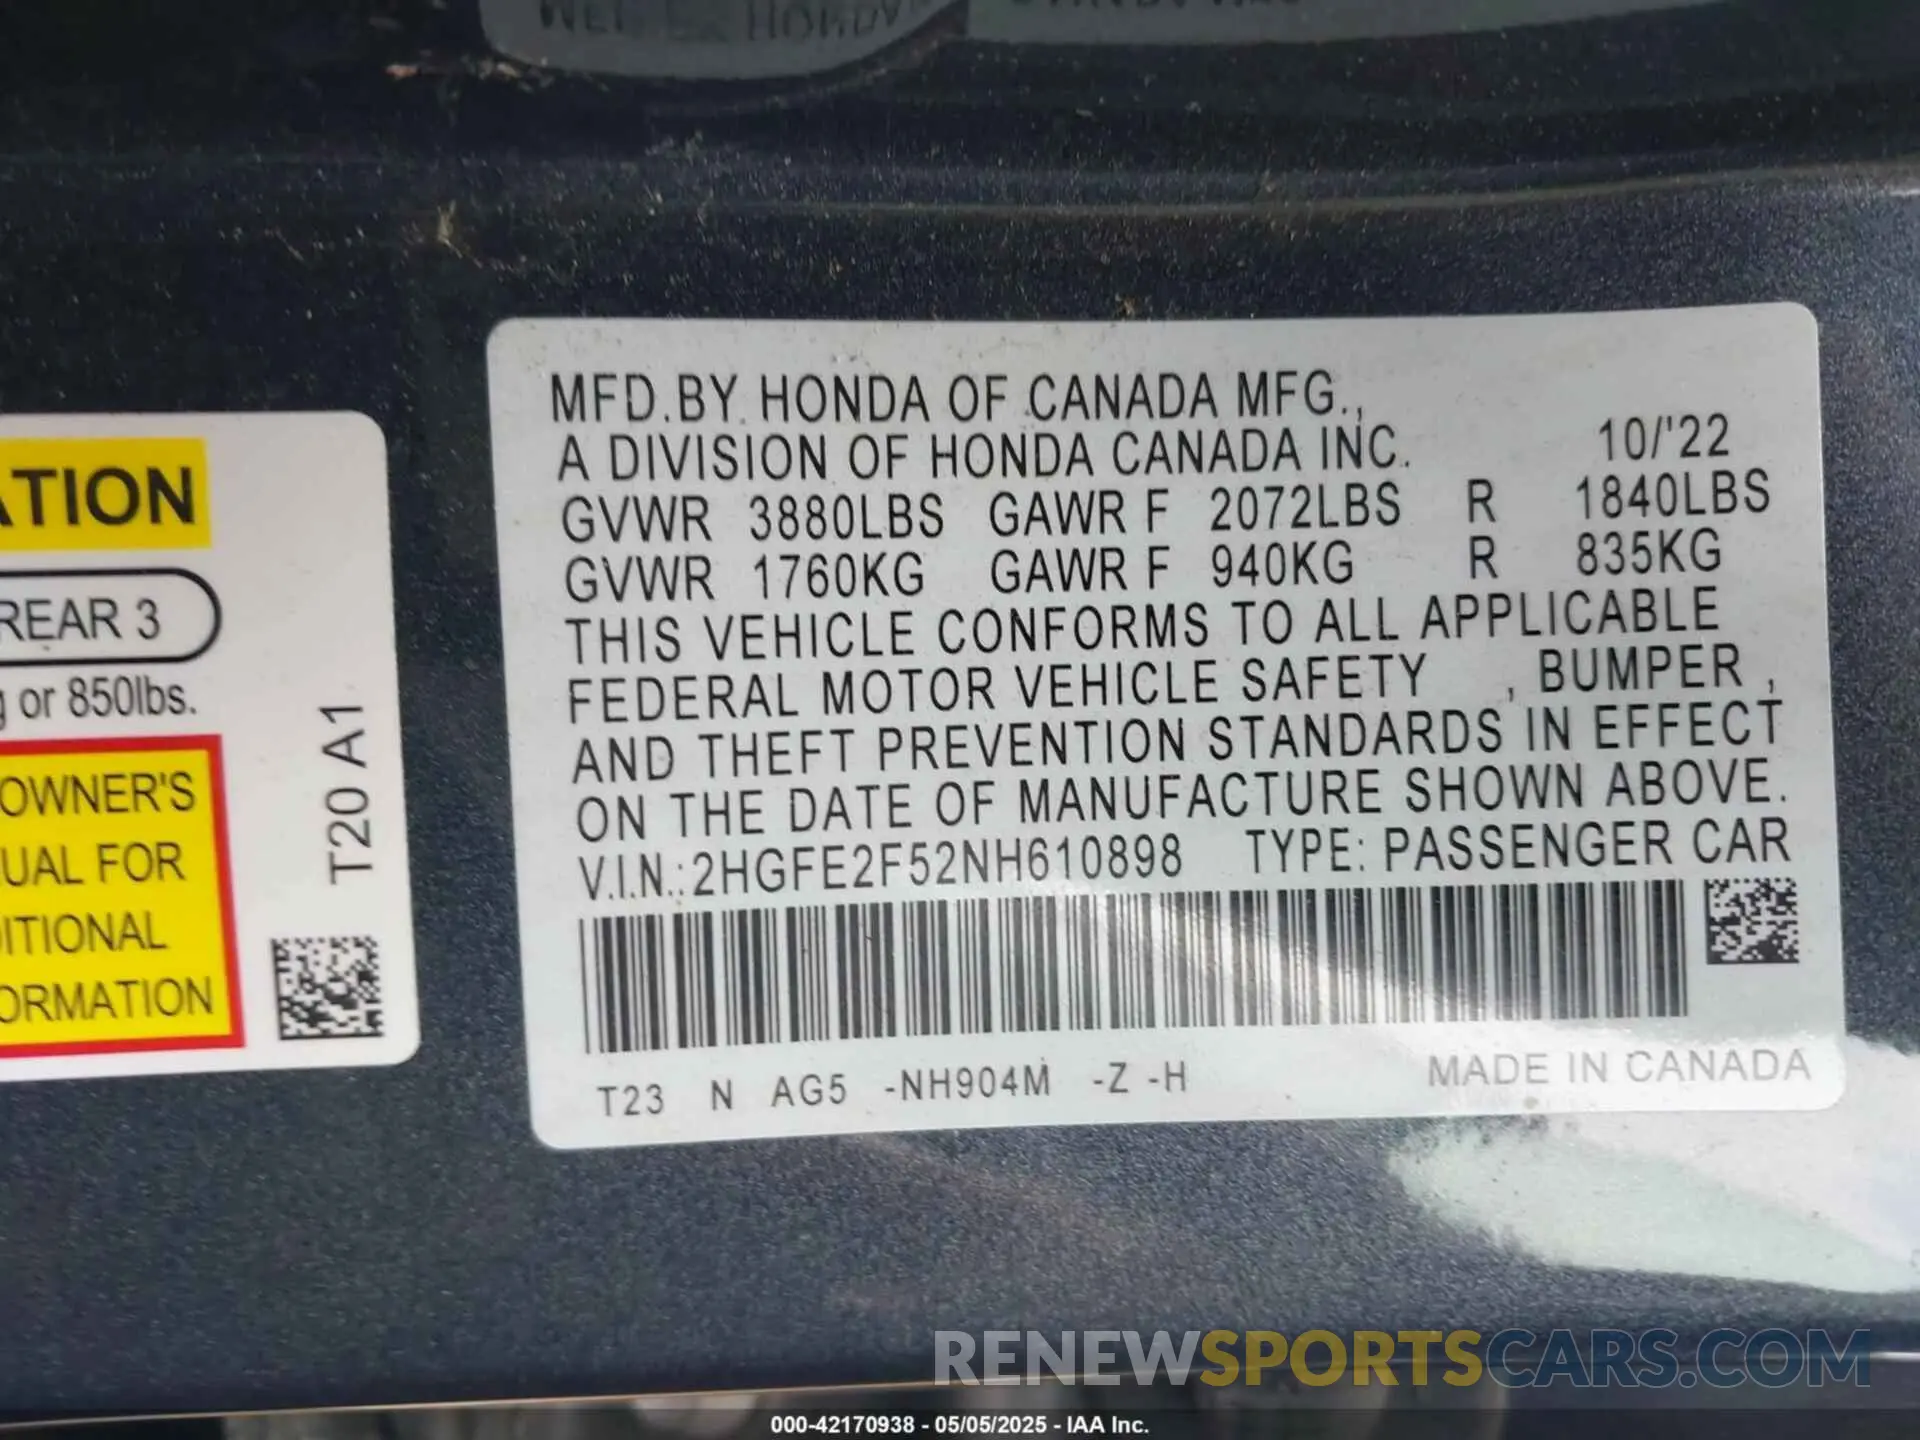 MFD.BY HONDA OF CANADA MFG.,
A DIVISION OF HONDA CANADA INC. 10/'22
GVWR 3880LBS GAWR F 2072LBS R 1840LBS
GVWR 1760KG GAWR F 940KG R 835KG
THIS VEHICLE CONFORMS TO ALL APPLICABLE
FEDERAL MOTOR VEHICLE SAFETY , BUMPER ,
AND THEFT PREVENTION STANDARDS IN EFFECT
ON THE DATE OF MANUFACTURE SHOWN ABOVE.
V.I.N.:2HGFE2F52NH610898 TYPE: PASSENGER CAR
T23 N AG5 -NH904M -Z -H MADE IN CANADA
ATION
REAR 3
g or 850lbs.
OWNER'S
UAL FOR
ITIONAL
ORMATION
T20 A1
RENEWSPORTSCARS.COM
000-42170938 - 05/05/2025 - IAA Inc.